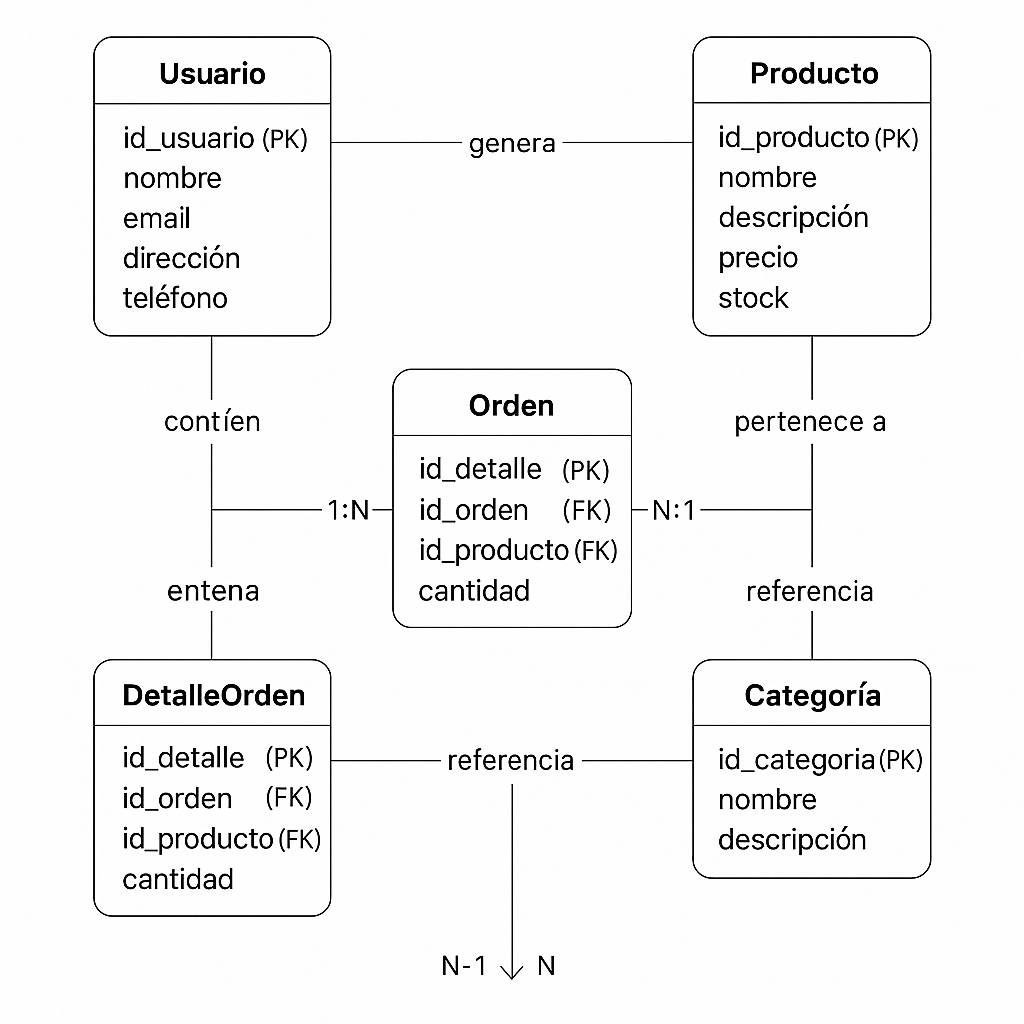 Usuario
id_usuario (PK)
nombre
email
dirección
teléfono
genera
Producto
id_producto (PK)
nombre
descripción
precio
stock
contíen
pertenece a
Orden
id_detalle (PK)
id_orden (FK)
id_producto (FK)
cantidad
1:N
N:1
entena
referencia
DetalleOrden
id_detalle (PK)
id_orden (FK)
id_producto (FK)
cantidad
referencia
Categoría
id_categoria (PK)
nombre
descripción
N-1 N